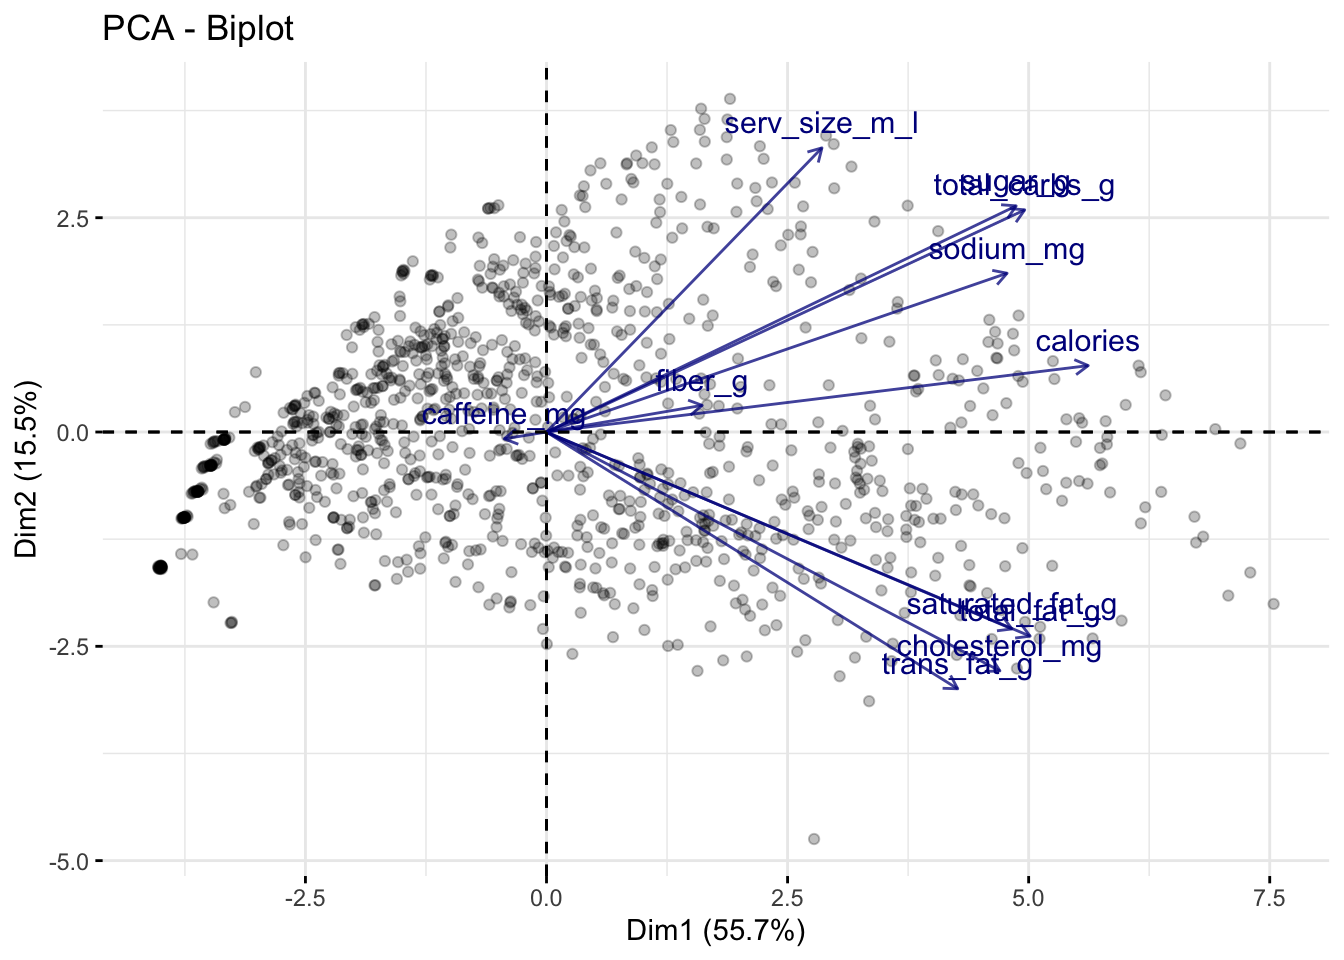 PCA - Biplot
serv_size_m_l
sugar_g
total_carbs_g
sodium_mg
calories
fiber_g
caffeine_mg
saturated_fat_g
total_fat_g
cholesterol_mg
trans_fat_g
2.5
0.0
-2.5
-5.0
Dim2 (15.5%)
-2.5
0.0
2.5
5.0
7.5
Dim1 (55.7%)